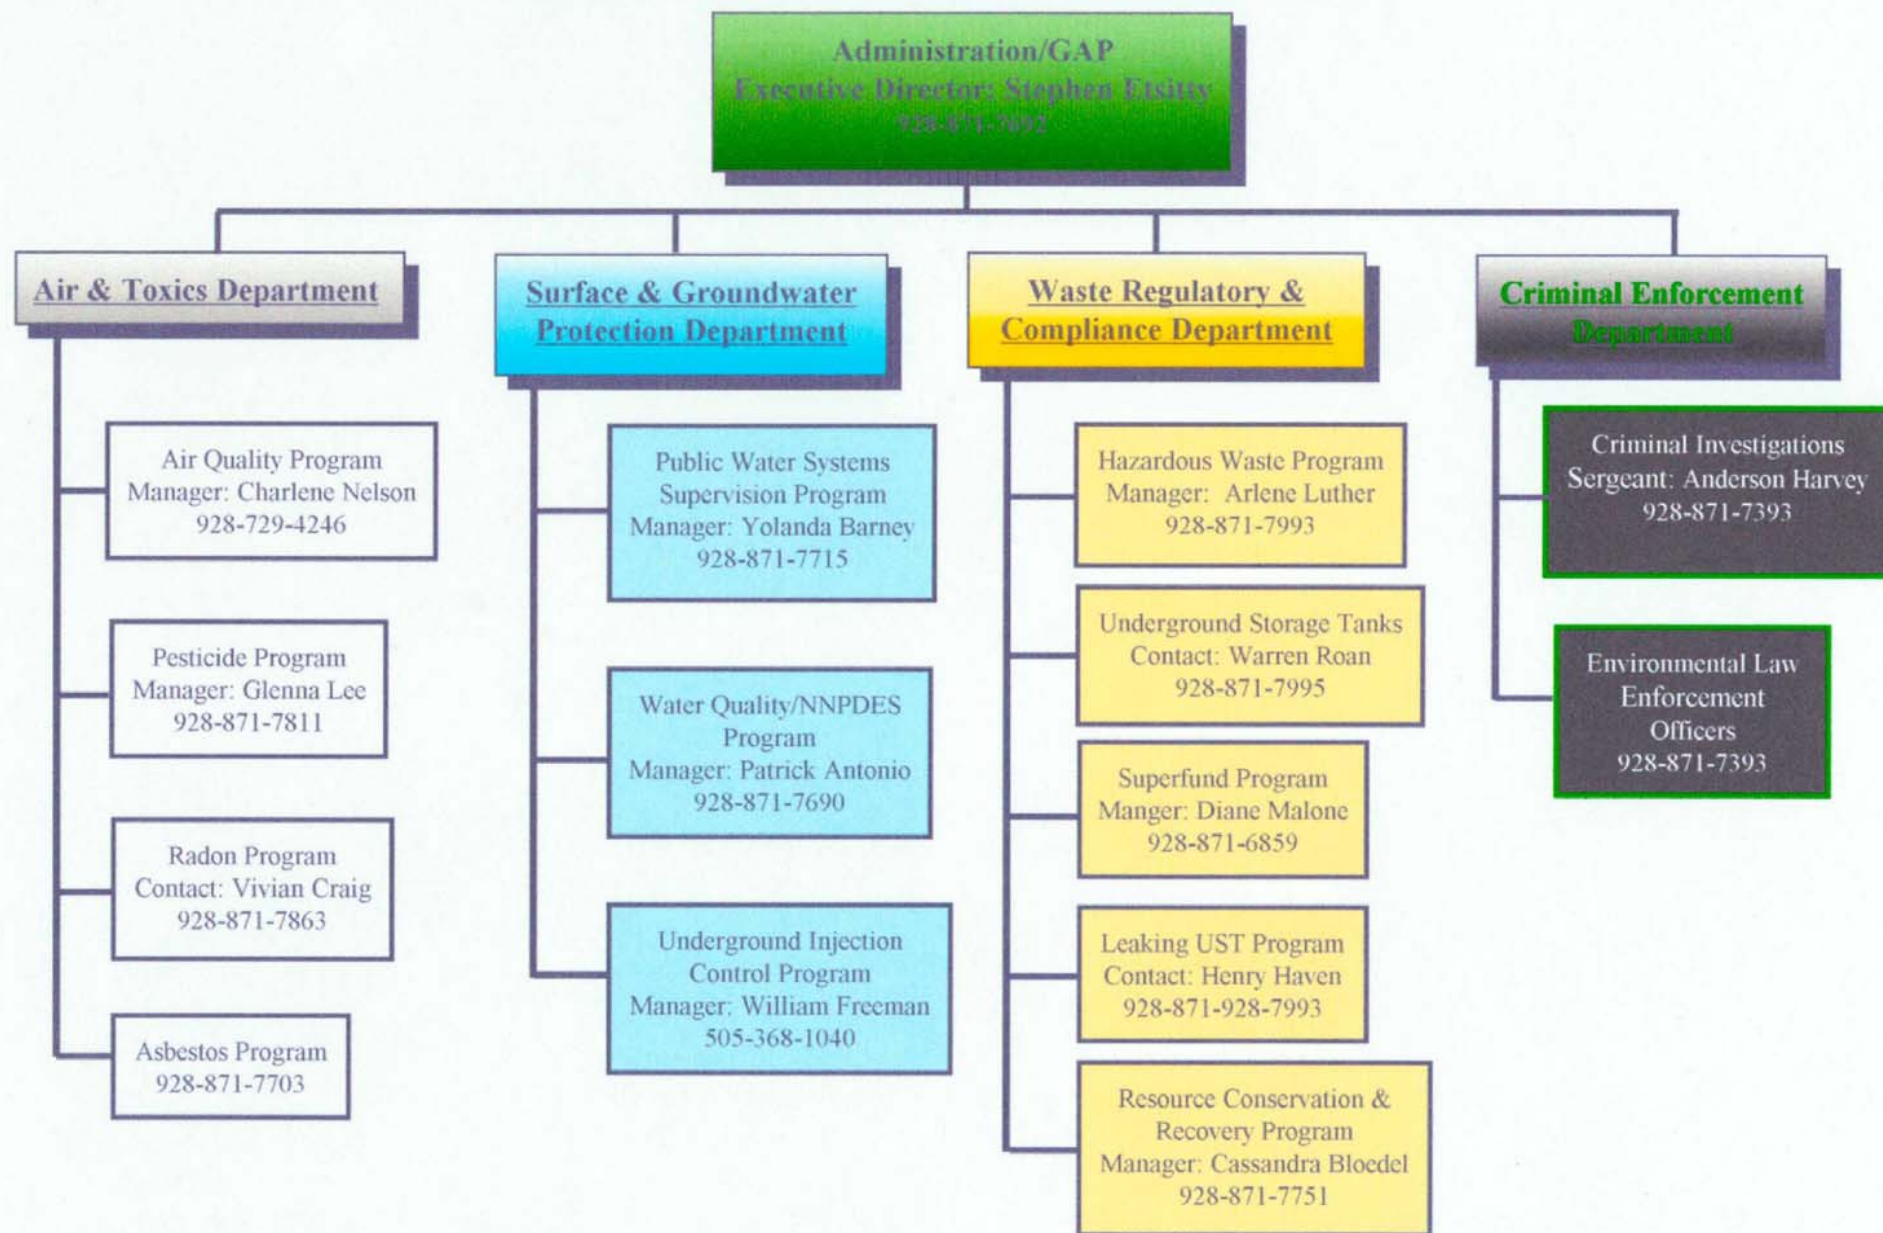 Administration/GAP
Executive Director: Stephen Etsitty
928-871-7692
Air & Toxics Department
Air Quality Program
Manager: Charlene Nelson
928-729-4246
Pesticide Program
Manager: Glenna Lee
928-871-7811
Radon Program
Contact: Vivian Craig
928-871-7863
Asbestos Program
928-871-7703
Surface & Groundwater
Protection Department
Public Water Systems
Supervision Program
Manager: Yolanda Barney
928-871-7715
Water Quality/NNPDES
Program
Manager: Patrick Antonio
928-871-7690
Underground Injection
Control Program
Manager: William Freeman
505-368-1040
Waste Regulatory &
Compliance Department
Hazardous Waste Program
Manager: Arlene Luther
928-871-7993
Underground Storage Tanks
Contact: Warren Roan
928-871-7995
Superfund Program
Manger: Diane Malone
928-871-6859
Leaking UST Program
Contact: Henry Haven
928-871-928-7993
Resource Conservation &
Recovery Program
Manager: Cassandra Bloedel
928-871-7751
Criminal Enforcement
Department
Criminal Investigations
Sergeant: Anderson Harvey
928-871-7393
Environmental Law
Enforcement
Officers
928-871-7393